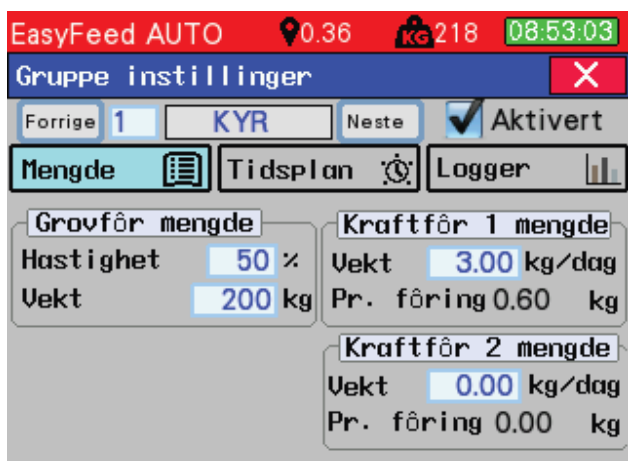 EasyFeed AUTO 0.36 KG 218 08:53:03
Gruppe instillinger X
Forrige 1 KYR Neste Aktivert
Mengde Tidsplan Logger
Grovfôr mengde
Hastighet 50 %
Vekt 200 kg
Kraftfôr 1 mengde
Vekt 3.00 kg/dag
Pr. fôring 0.60 kg
Kraftfôr 2 mengde
Vekt 0.00 kg/dag
Pr. fôring 0.00 kg